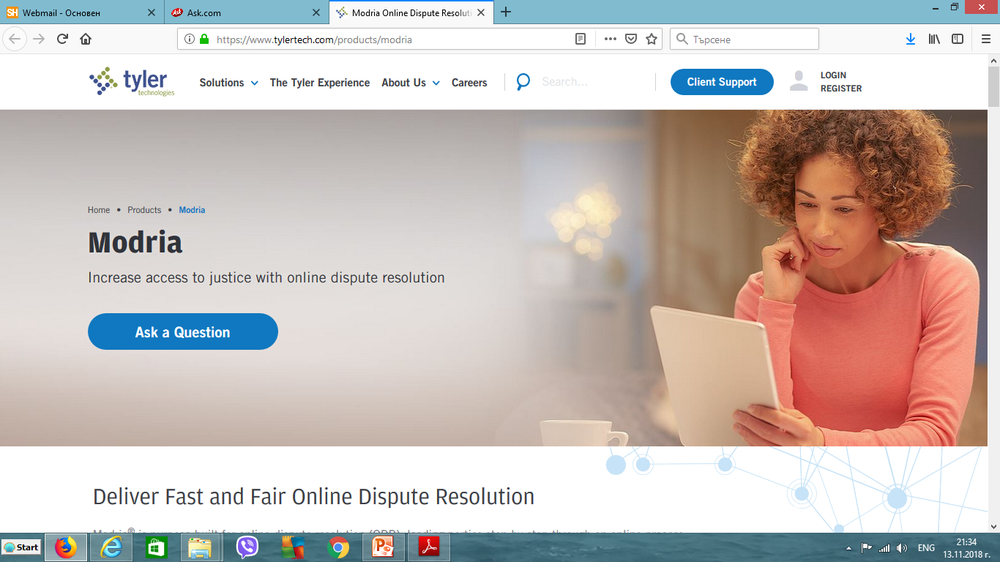 Webmail - Основен
Ask.com
Modria Online Dispute Resoluti
https://www.tylertech.com/products/modria
Търсене
tyler
technologies
Solutions
The Tyler Experience
About Us
Careers
Search...
Client Support
LOGIN
REGISTER
Home • Products • Modria
Modria
Increase access to justice with online dispute resolution
Ask a Question
Deliver Fast and Fair Online Dispute Resolution
Start
ENG
21:34
13.11.2018 г.